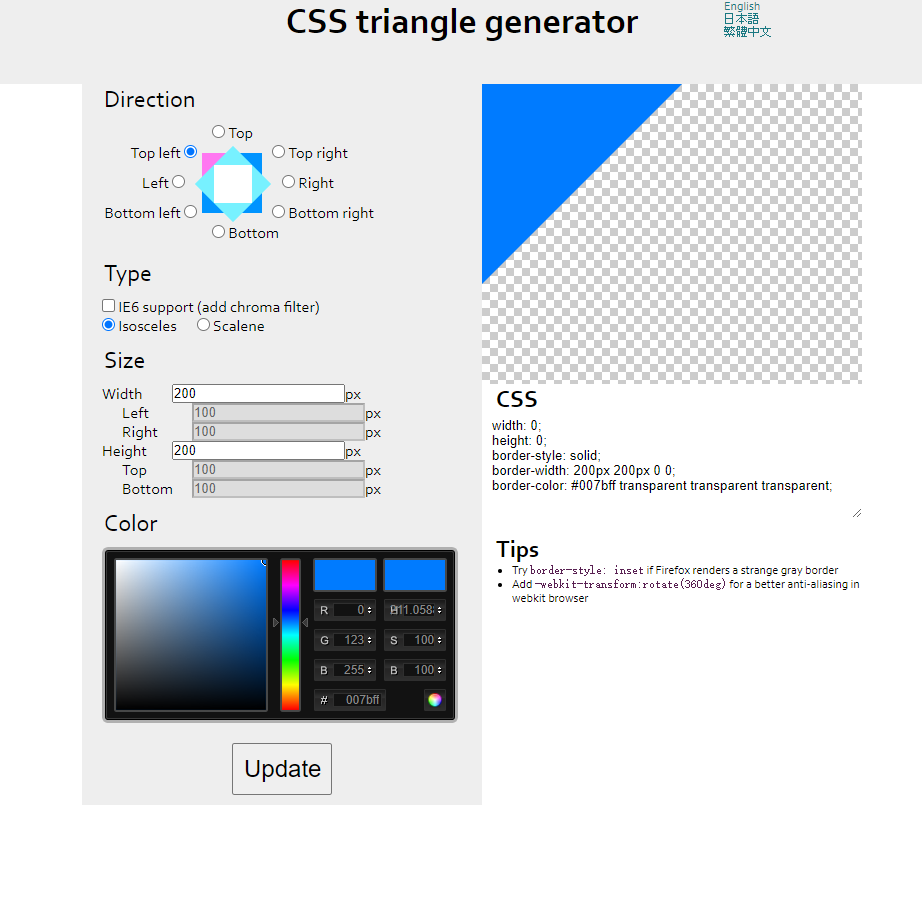 CSS triangle generator
English
日本語
繁體中文
Direction
Top
Top left
Top right
Left
Right
Bottom left
Bottom right
Bottom
Type
IE6 support (add chroma filter)
Isosceles Scalene
Size
Width 200 px
Left 100 px
Right 100 px
Height 200 px
Top 100 px
Bottom 100 px
Color
R 0
G 123 S 100
B 255 B 100
# 007bff
Update
CSS
width: 0;
height: 0;
border-style: solid;
border-width: 200px 200px 0 0;
border-color: #007bff transparent transparent transparent;
Tips
Try border-style: inset if Firefox renders a strange gray border
Add -webkit-transform:rotate(360deg) for a better anti-aliasing in
webkit browser